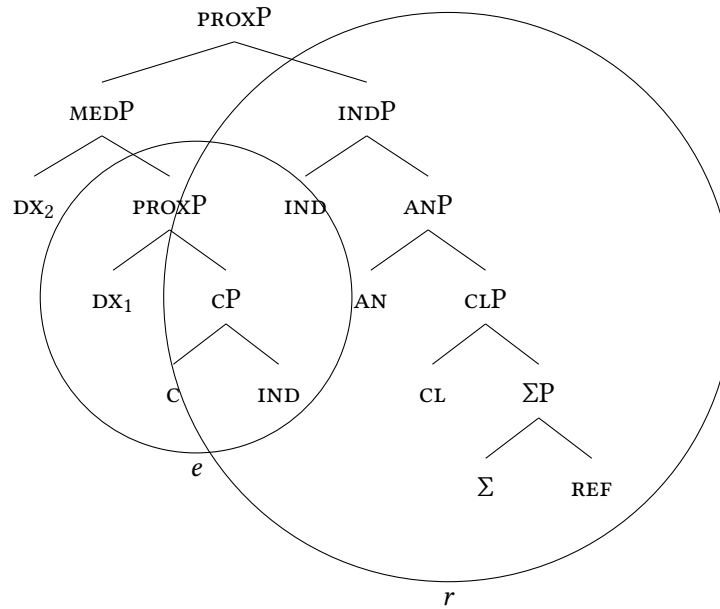 PROXP
MEDP INDP
DX₂ PROXP IND ANP
DX₁ CP AN CLP
C IND CL ΣP
e Σ REF
r